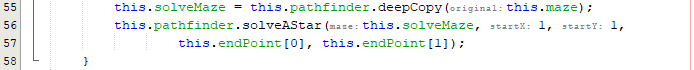 55 this.solveMaze = this.pathfinder.deepCopy(original: this.maze);
56 this.pathfinder.solveAStar(maze: this.solveMaze, startX: 1, startY: 1,
57 this.endPoint[0], this.endPoint[1]);
58 }